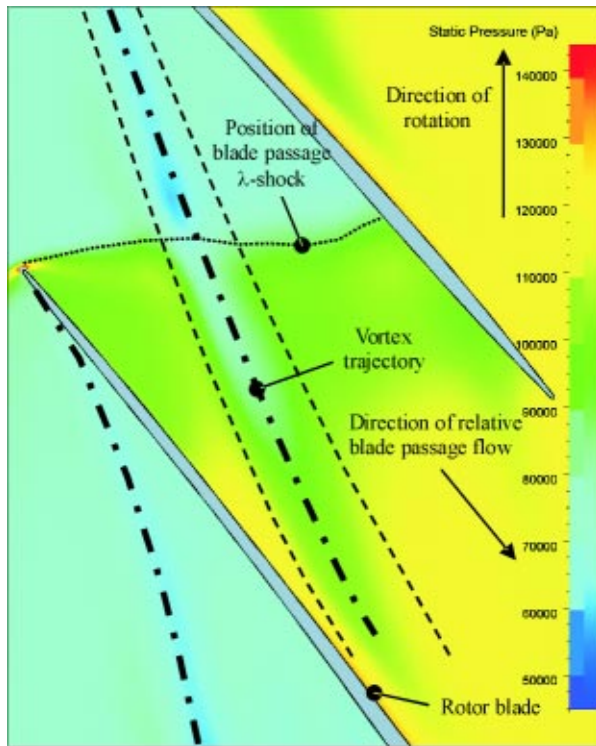 Static Pressure (Pa)
140000
Direction of
rotation
130000
Position of
blade passage
λ-shock
120000
110000
Vortex
trajectory
100000
90000
Direction of relative
blade passage flow
80000
70000
60000
50000
Rotor blade